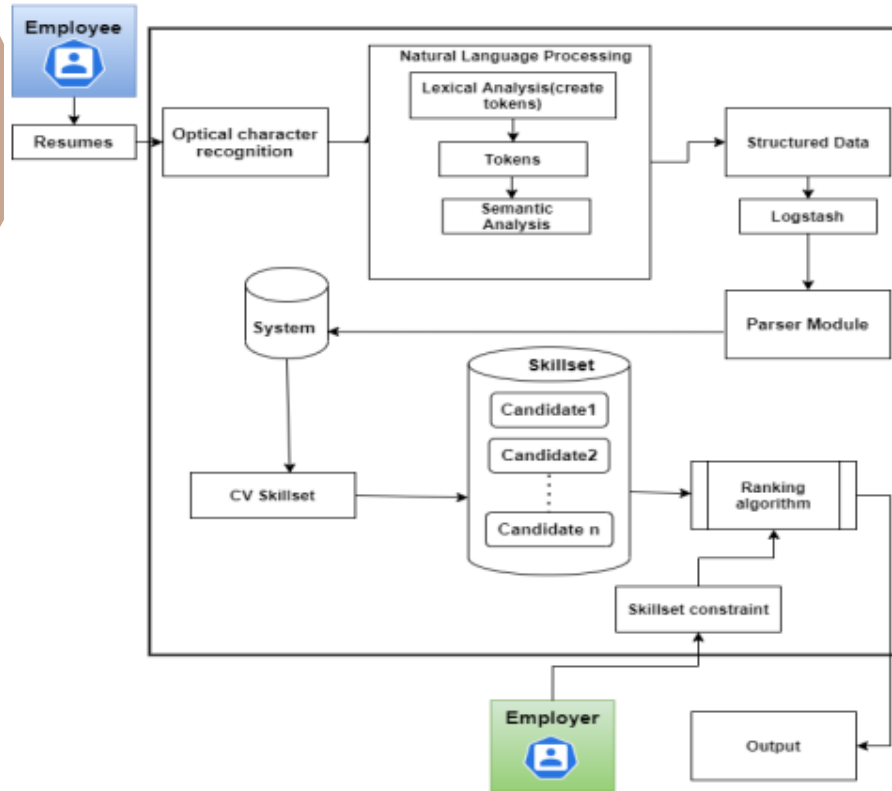 Employee
Resumes
Optical character
recognition
Natural Language Processing
Lexical Analysis(create
tokens)
Tokens
Semantic
Analysis
Structured Data
Logstash
Parser Module
System
CV Skillset
Skillset
Candidate1
Candidate2
Candidate n
Ranking
algorithm
Skillset constraint
Employer
Output